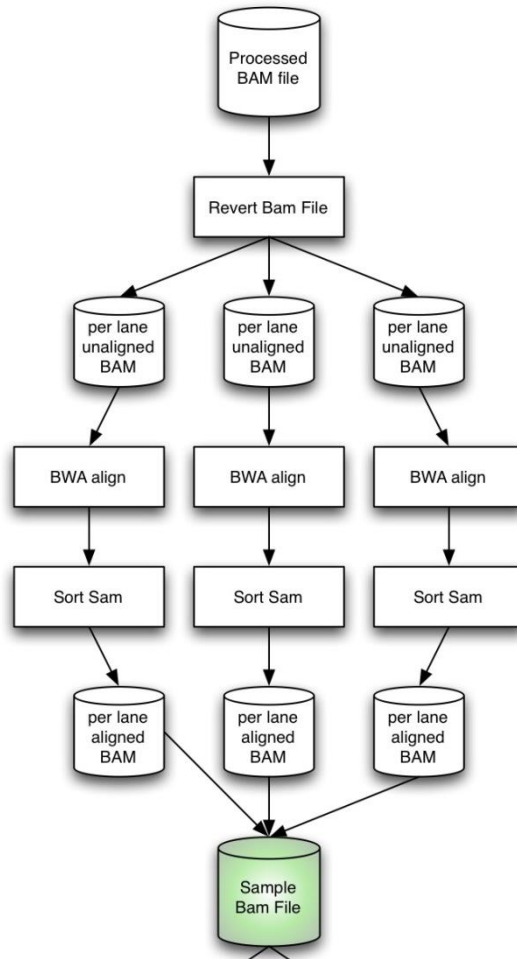 Processed
BAM file
Revert Bam File
per lane
unaligned
BAM
per lane
unaligned
BAM
per lane
unaligned
BAM
BWA align
BWA align
BWA align
Sort Sam
Sort Sam
Sort Sam
per lane
aligned
BAM
per lane
aligned
BAM
per lane
aligned
BAM
Sample
Bam File